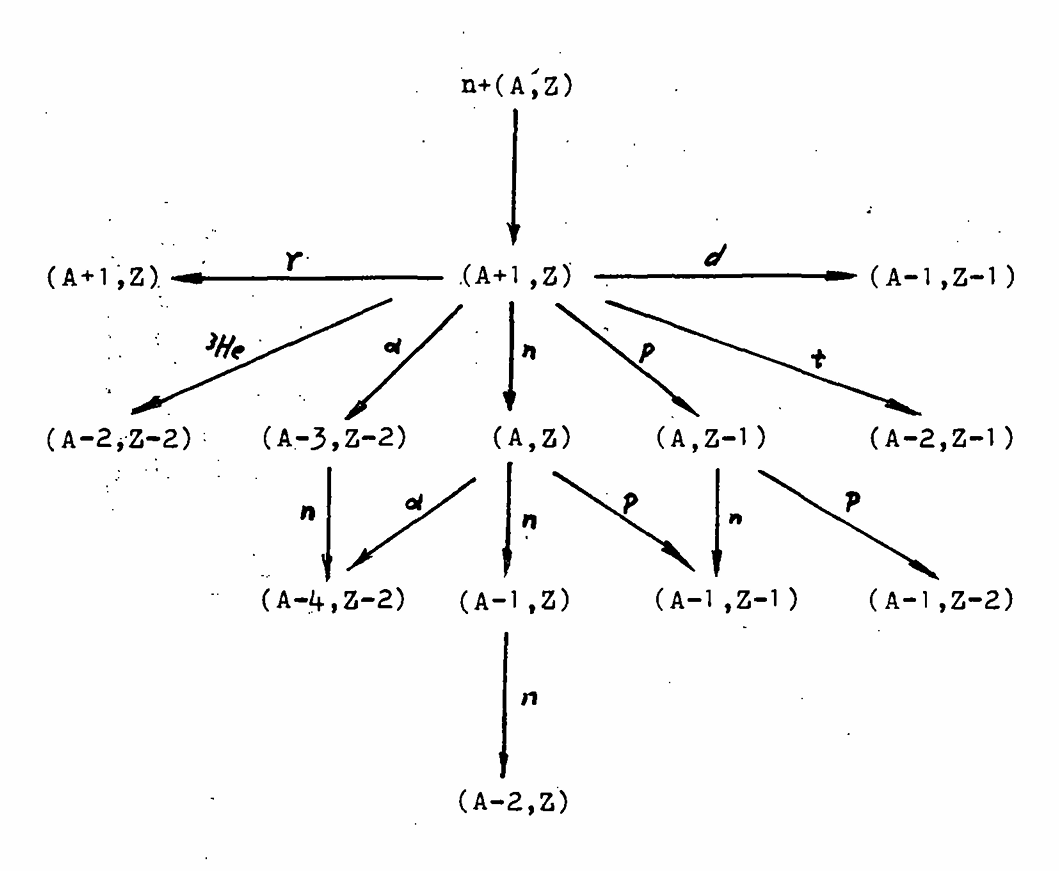 n+(A,Z)
γ d
(A+1,Z) (A+1,Z) (A-1,Z-1)
³He α n p t
(A-2,Z-2) (A-3,Z-2) (A,Z) (A,Z-1) (A-2,Z-1)
n α n p n p
(A-4,Z-2) (A-1,Z) (A-1,Z-1) (A-1,Z-2)
n
(A-2,Z)